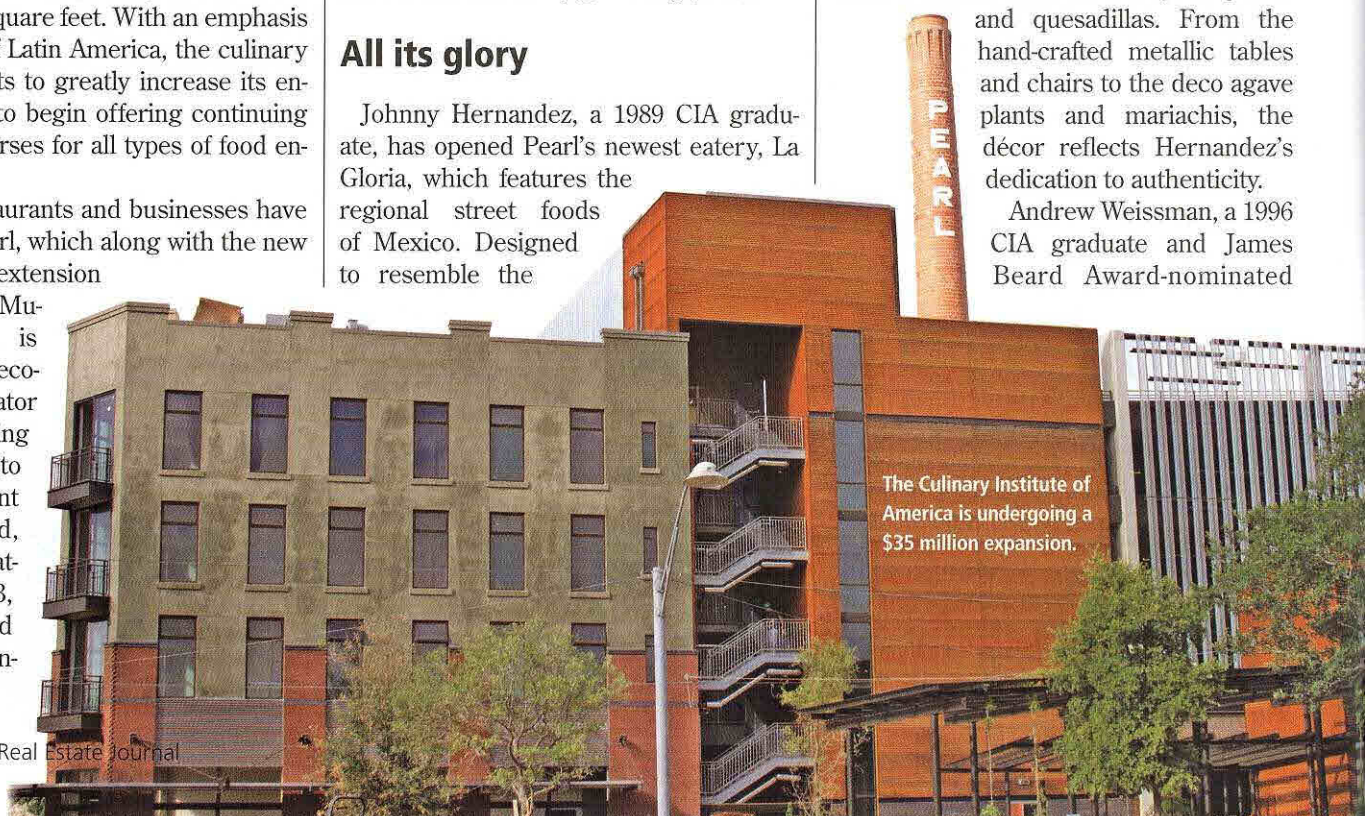 quare feet. With an emphasis
Latin America, the culinary
ts to greatly increase its en-
to begin offering continuing
rses for all types of food en-
aurants and businesses have
rl, which along with the new
extension
Mu-
is
eco-
ator
ing
to
nt
d,
at-
3,
d
n-
Real Estate Journal
All its glory
Johnny Hernandez, a 1989 CIA gradu-
ate, has opened Pearl's newest eatery, La
Gloria, which features the
regional street foods
of Mexico. Designed
to resemble the
and quesadillas. From the
hand-crafted metallic tables
and chairs to the deco agave
plants and mariachis, the
décor reflects Hernandez's
dedication to authenticity.
Andrew Weissman, a 1996
CIA graduate and James
Beard Award-nominated
PEARL
The Culinary Institute of
America is undergoing a
$35 million expansion.